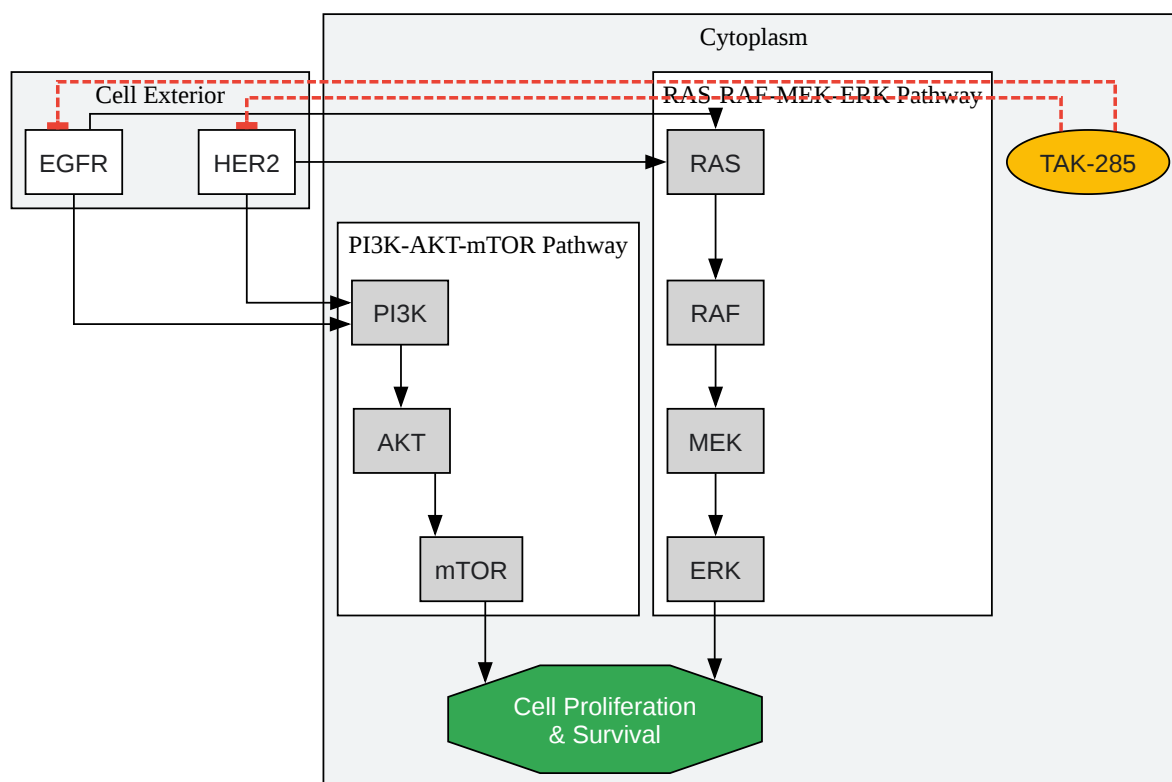 Cytoplasm
Cell Exterior
RAS-RAF-MEK-ERK Pathway
EGFR
HER2
RAS
TAK-285
PI3K-AKT-mTOR Pathway
PI3K
RAF
AKT
MEK
mTOR
ERK
Cell Proliferation
& Survival